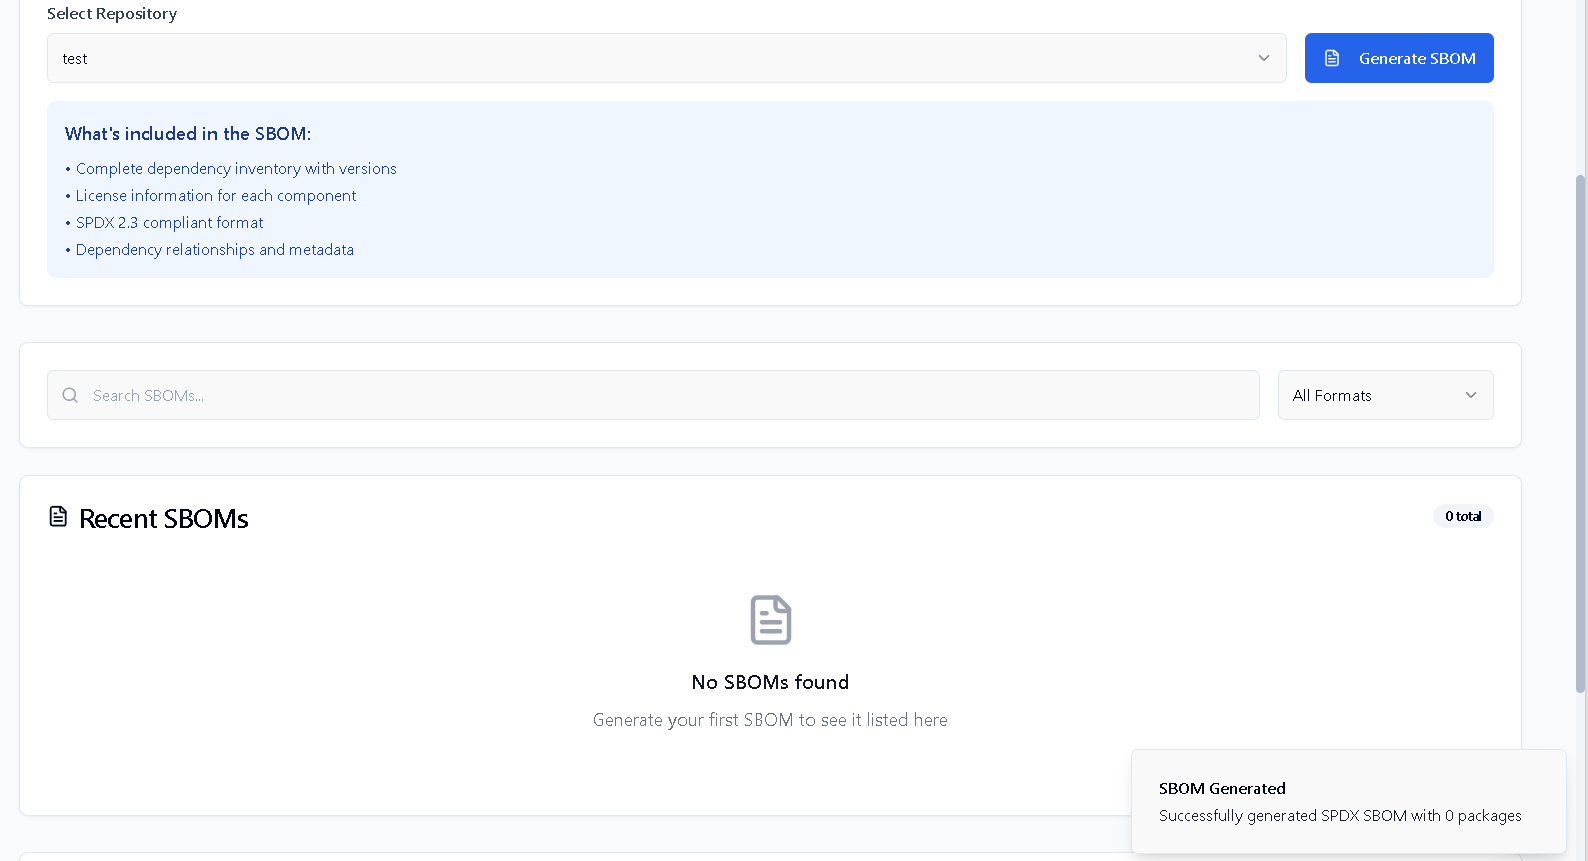 Select Repository
test
Generate SBOM
What's included in the SBOM:
• Complete dependency inventory with versions
• License information for each component
• SPDX 2.3 compliant format
• Dependency relationships and metadata
Search SBOMs...
All Formats
Recent SBOMs
0 total
No SBOMs found
Generate your first SBOM to see it listed here
SBOM Generated
Successfully generated SPDX SBOM with 0 packages